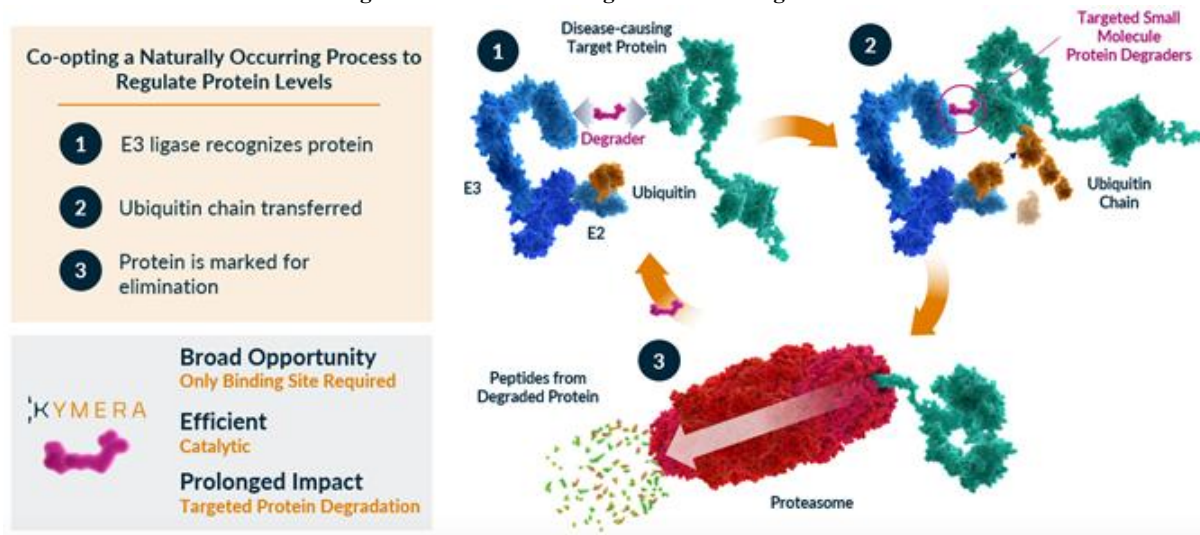 Co-opting a Naturally Occurring Process to
Regulate Protein Levels
1 E3 ligase recognizes protein
2 Ubiquitin chain transferred
3 Protein is marked for
elimination
KYMERA
Broad Opportunity
Only Binding Site Required
Efficient
Catalytic
Prolonged Impact
Targeted Protein Degradation
1
Disease-causing
Target Protein
Degrader
E3
Ubiquitin
E2
2
Targeted Small
Molecule
Protein Degraders
Ubiquitin
Chain
3
Peptides from
Degraded Protein
Proteasome